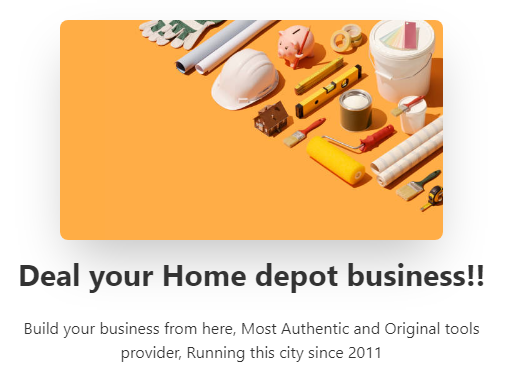 Deal your Home depot business!!
Build your business from here, Most Authentic and Original tools
provider, Running this city since 2011